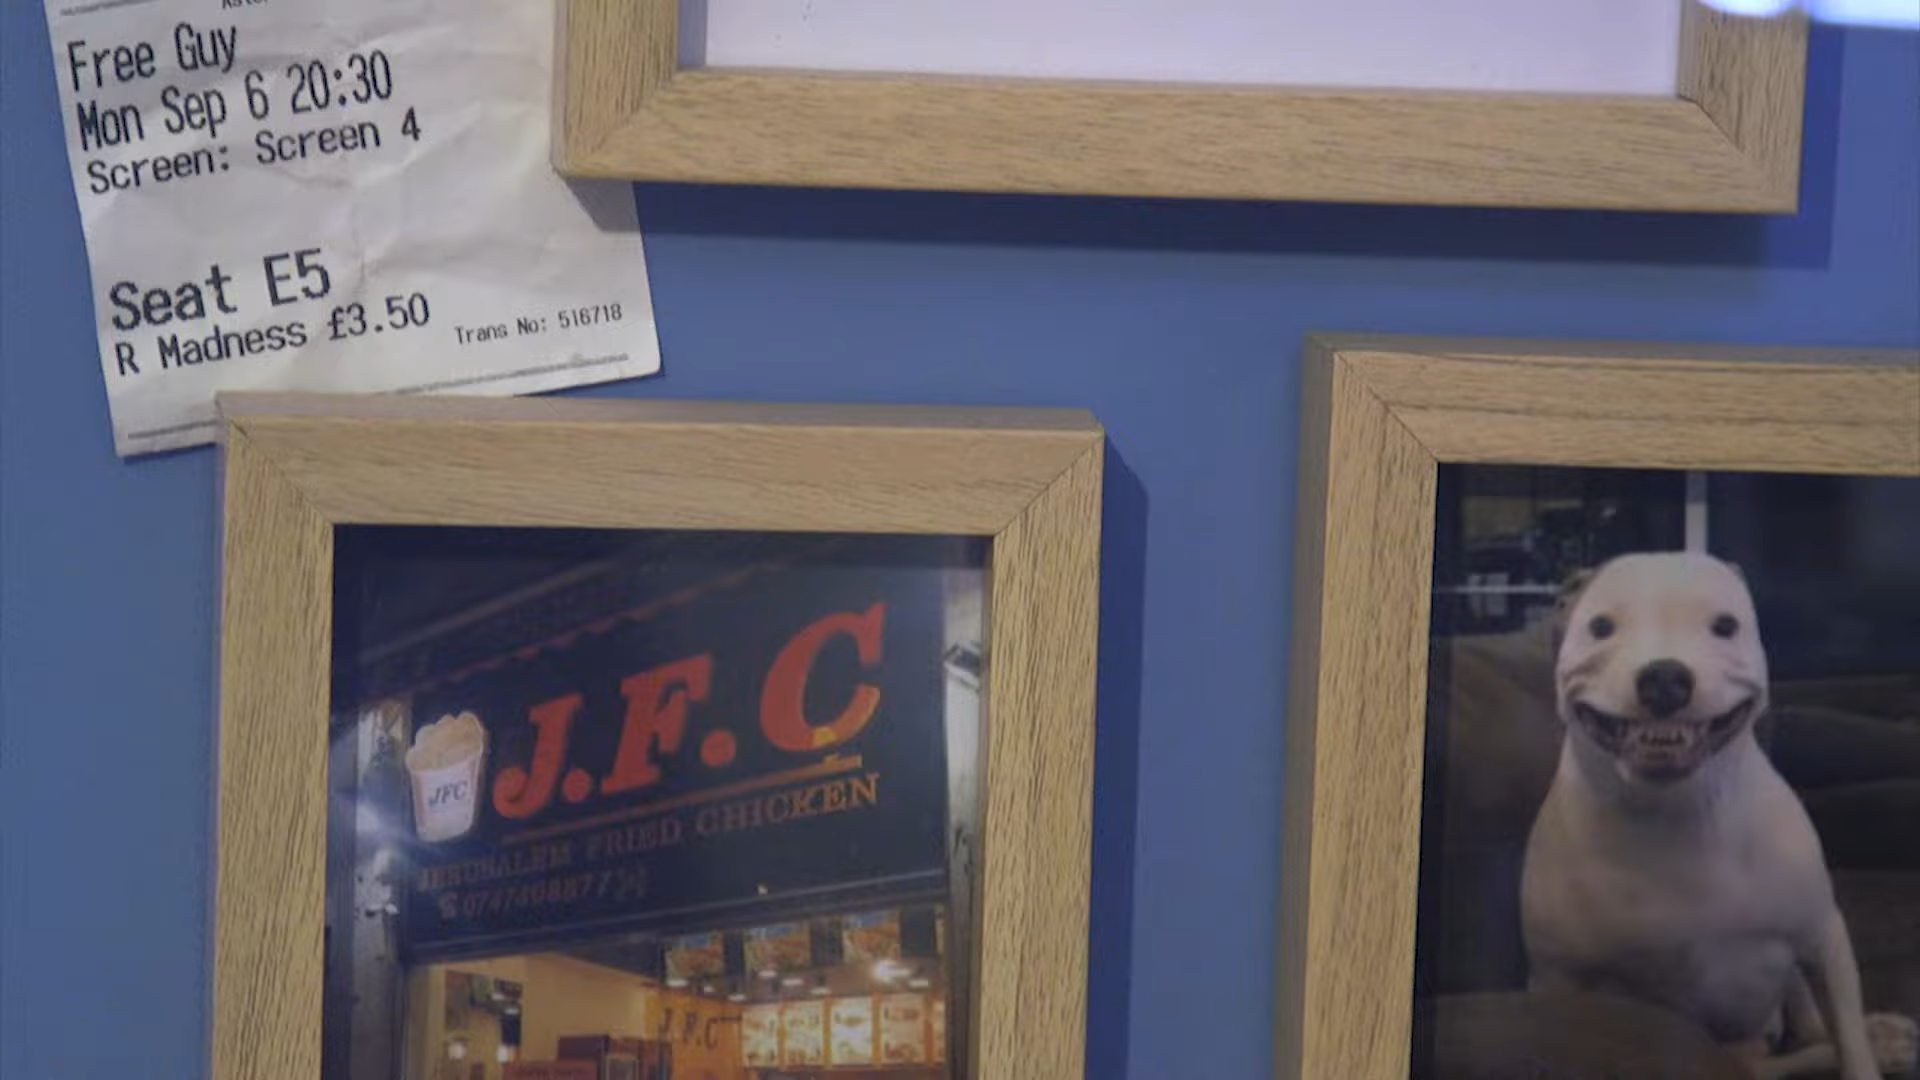 Free Guy
Mon Sep 6 20:30
Screen: Screen 4
Seat E5
R Madness £3.50
Trans No: 516718
J.F.C
JFC
JERUSALEM FRIED CHICKEN
J.F.C